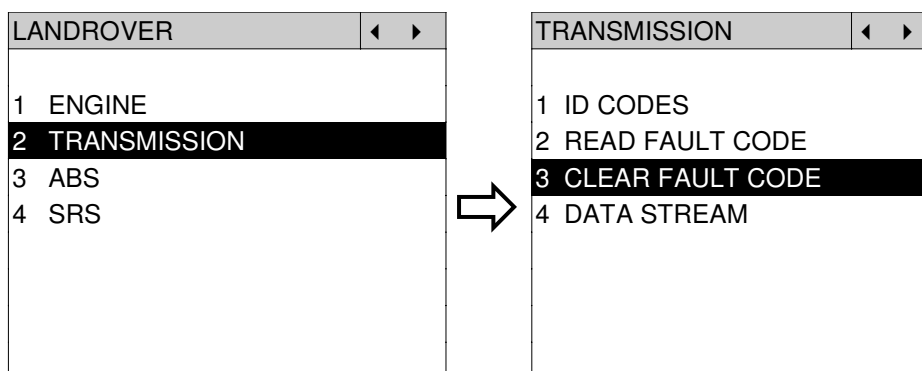 LANDROVER
1 ENGINE
2 TRANSMISSION
3 ABS
4 SRS
TRANSMISSION
1 ID CODES
2 READ FAULT CODE
3 CLEAR FAULT CODE
4 DATA STREAM